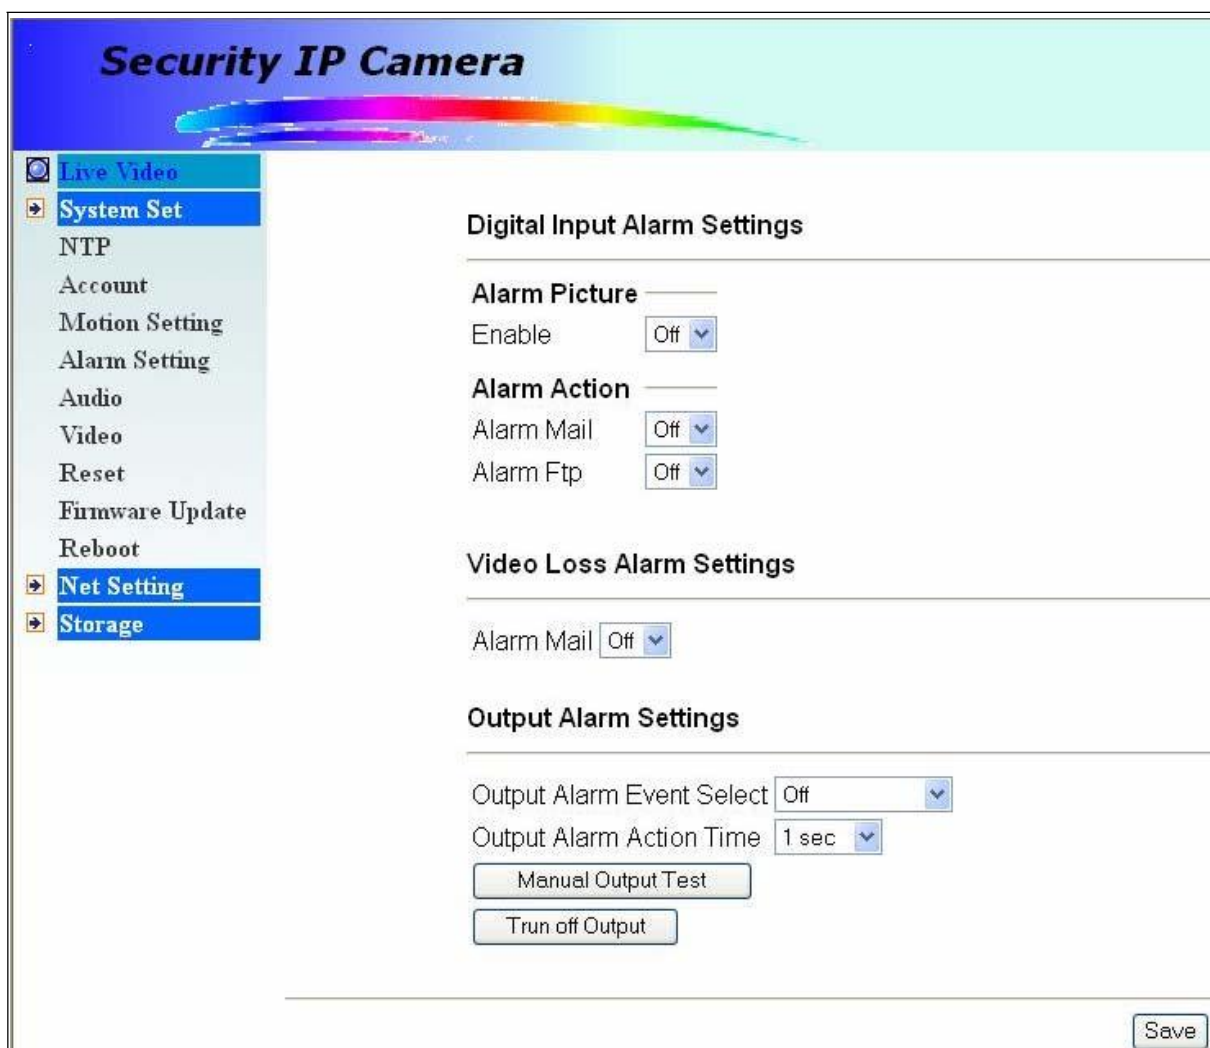 Security IP Camera
Live Video
System Set
NTP
Account
Motion Setting
Alarm Setting
Audio
Video
Reset
Firmware Update
Reboot
Net Setting
Storage
Digital Input Alarm Settings
Alarm Picture
Enable Off
Alarm Action
Alarm Mail Off
Alarm Ftp Off
Video Loss Alarm Settings
Alarm Mail Off
Output Alarm Settings
Output Alarm Event Select Off
Output Alarm Action Time 1 sec
Manual Output Test
Trun off Output
Save